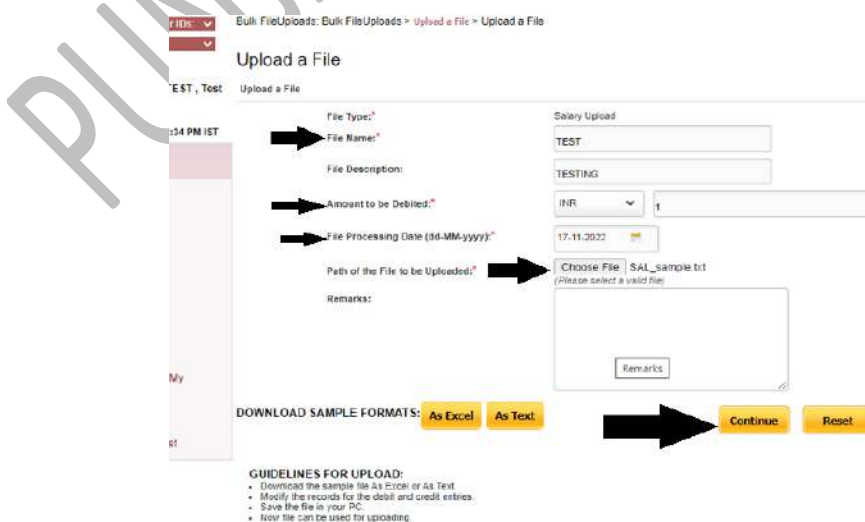 Bulk FileUploads: Bulk FileUploads > Upload a File > Upload a File
Upload a File
TEST , Test
Upload a File
:34 PM IST
File Type:*
Salary Upload
File Name:*
TEST
File Description:
TESTING
Amount to be Debited:*
INR
1
File Processing Date (dd-MM-yyyy):*
17-11-2022
Path of the File to be Uploaded:*
Choose File SAL_sample.txt
(Please select a valid file)
Remarks:
Remarks
My
DOWNLOAD SAMPLE FORMATS: As Excel As Text
Continue
Reset
GUIDELINES FOR UPLOAD:
• Download the sample file As Excel or As Text
• Modify the records for the debit and credit entries.
• Save the file in your PC.
• Now file can be used for uploading